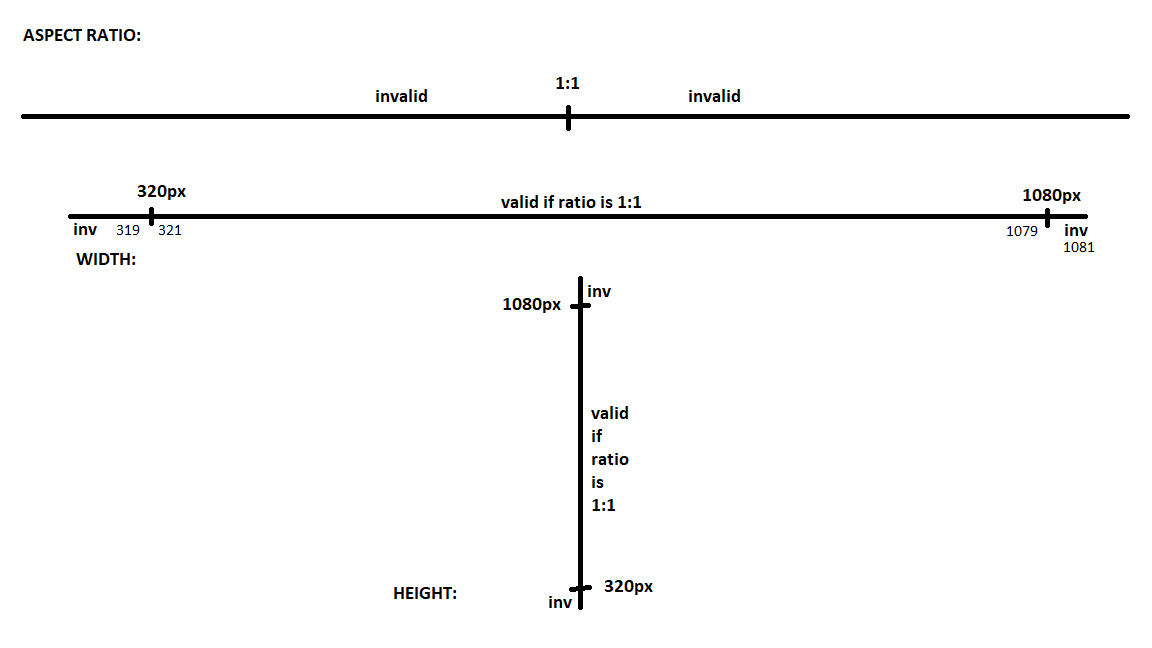 ASPECT RATIO:
1:1
invalid
invalid
320px
valid if ratio is 1:1
1080px
inv
319
321
1079
inv
1081
WIDTH:
1080px
inv
valid
if
ratio
is
1:1
HEIGHT:
320px
inv